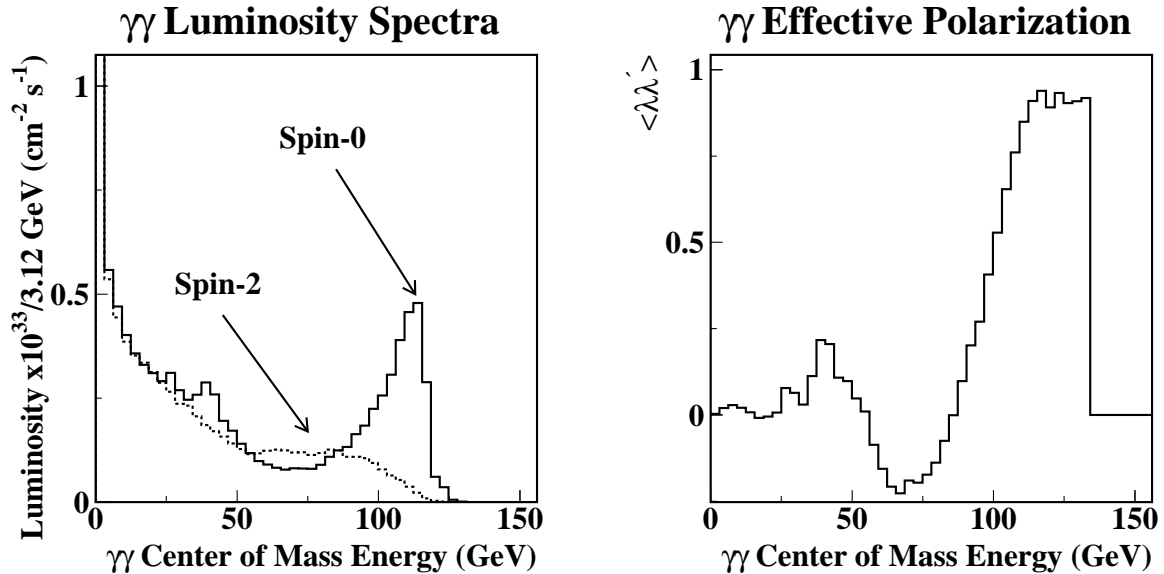 γγ Luminosity Spectra
Luminosity x10³³/3.12 GeV (cm⁻² s⁻¹)
1
0.5
0
Spin-0
Spin-2
0 50 100 150
γγ Center of Mass Energy (GeV)
γγ Effective Polarization
<λλ′>
1
0.5
0
0 50 100 150
γγ Center of Mass Energy (GeV)